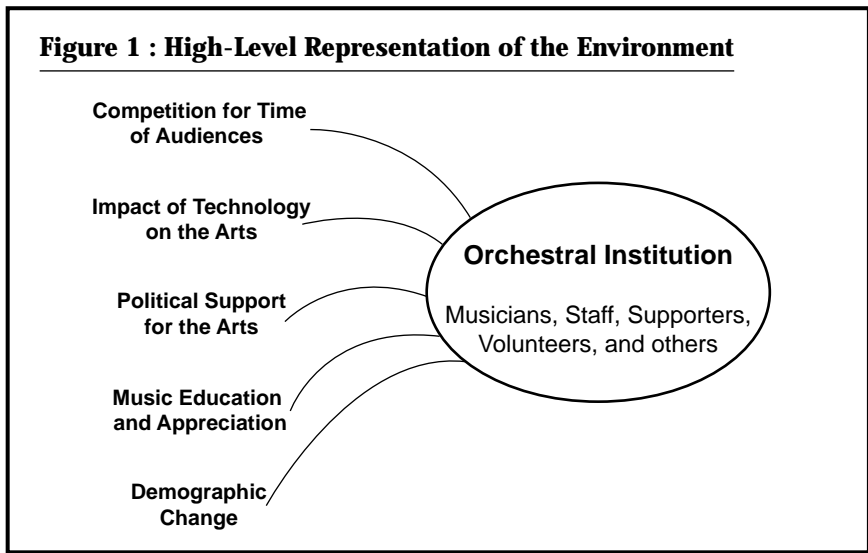 Figure 1 : High-Level Representation of the Environment
Competition for Time
of Audiences
Impact of Technology
on the Arts
Political Support
for the Arts
Music Education
and Appreciation
Demographic
Change
Orchestral Institution
Musicians, Staff, Supporters,
Volunteers, and others